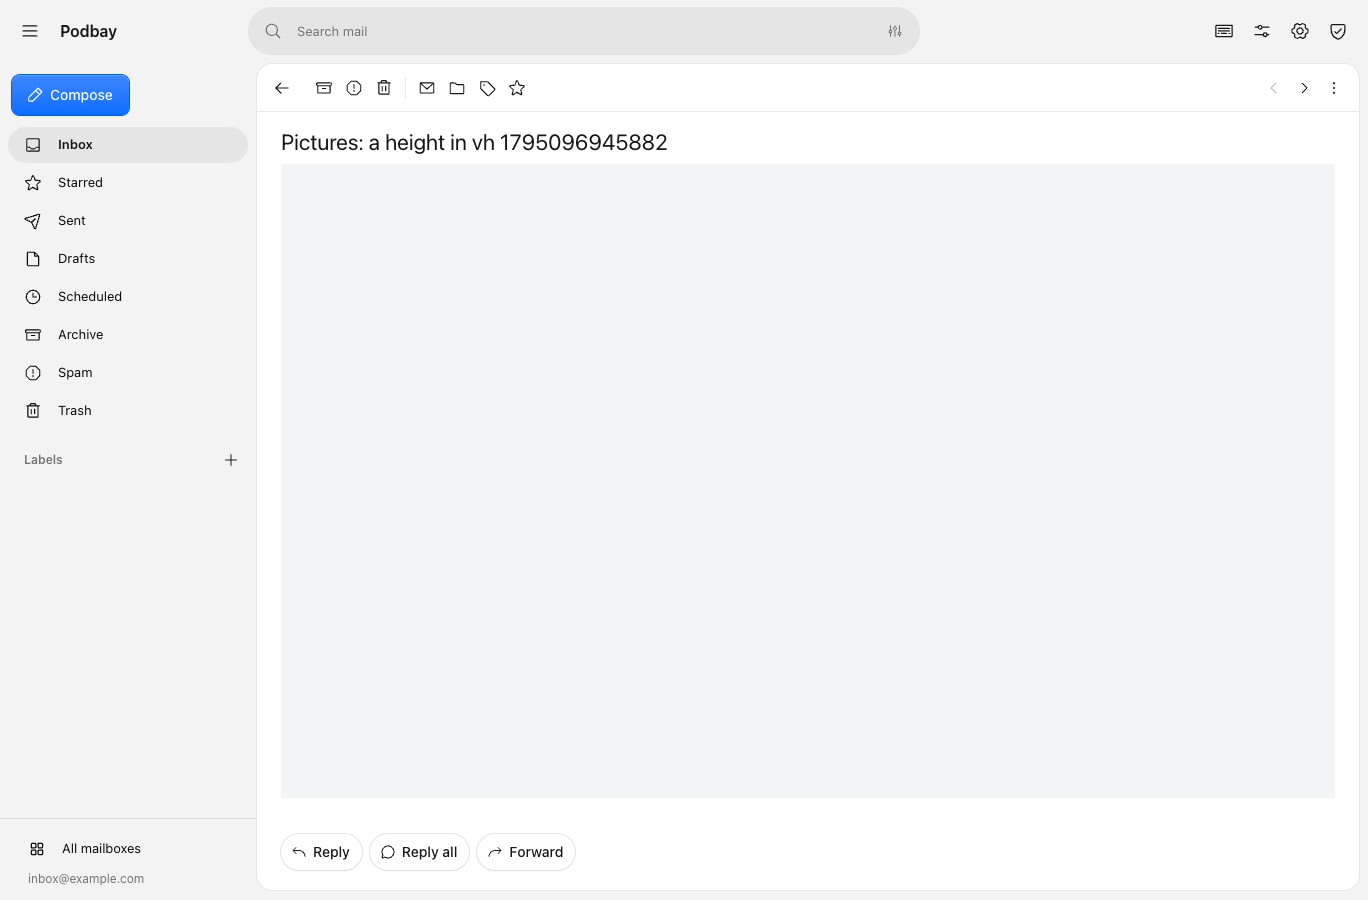 Podbay
Search mail
Compose
Inbox
Starred
Sent
Drafts
Scheduled
Archive
Spam
Trash
Labels
All mailboxes
inbox@example.com
Pictures: a height in vh 1795096945882
Reply
Reply all
Forward